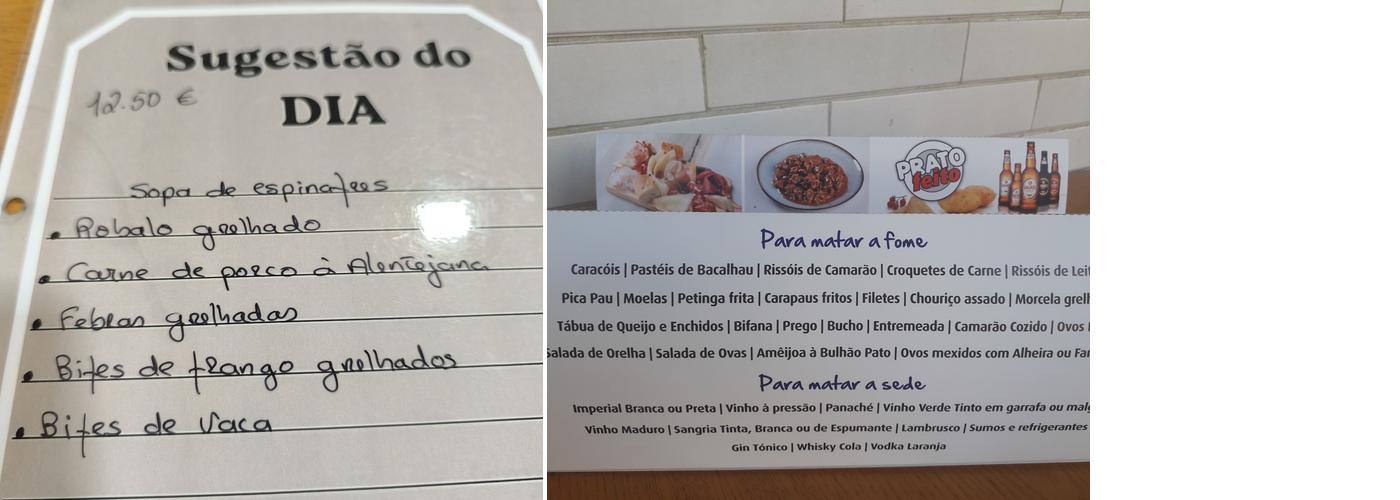 Sugestão do
12.50 €
DIA
Sopa de espinafres
• Robalo grelhado
• Carne de porco à Alentejana
• Febras grelhadas
• Bifes de frango grelhados
• Bifes de Vaca
PRATO
feito
Para matar a fome
Caracóis | Pastéis de Bacalhau | Rissóis de Camarão | Croquetes de Carne | Rissóis de Leit
Pica Pau | Moelas | Petinga frita | Carapaus fritos | Filetes | Chouriço assado | Morcela grelh
Tábua de Queijo e Enchidos | Bifana | Prego | Bucho | Entremeada | Camarão Cozido | Ovos
Salada de Orelha | Salada de Ovas | Amêijoa à Bulhão Pato | Ovos mexidos com Alheira ou Far
Para matar a sede
Imperial Branca ou Preta | Vinho à pressão | Panaché | Vinho Verde Tinto em garrafa ou malg
Vinho Maduro | Sangria Tinta, Branca ou de Espumante | Lambrusco | Sumos e refrigerantes
Gin Tónico | Whisky Cola | Vodka Laranja